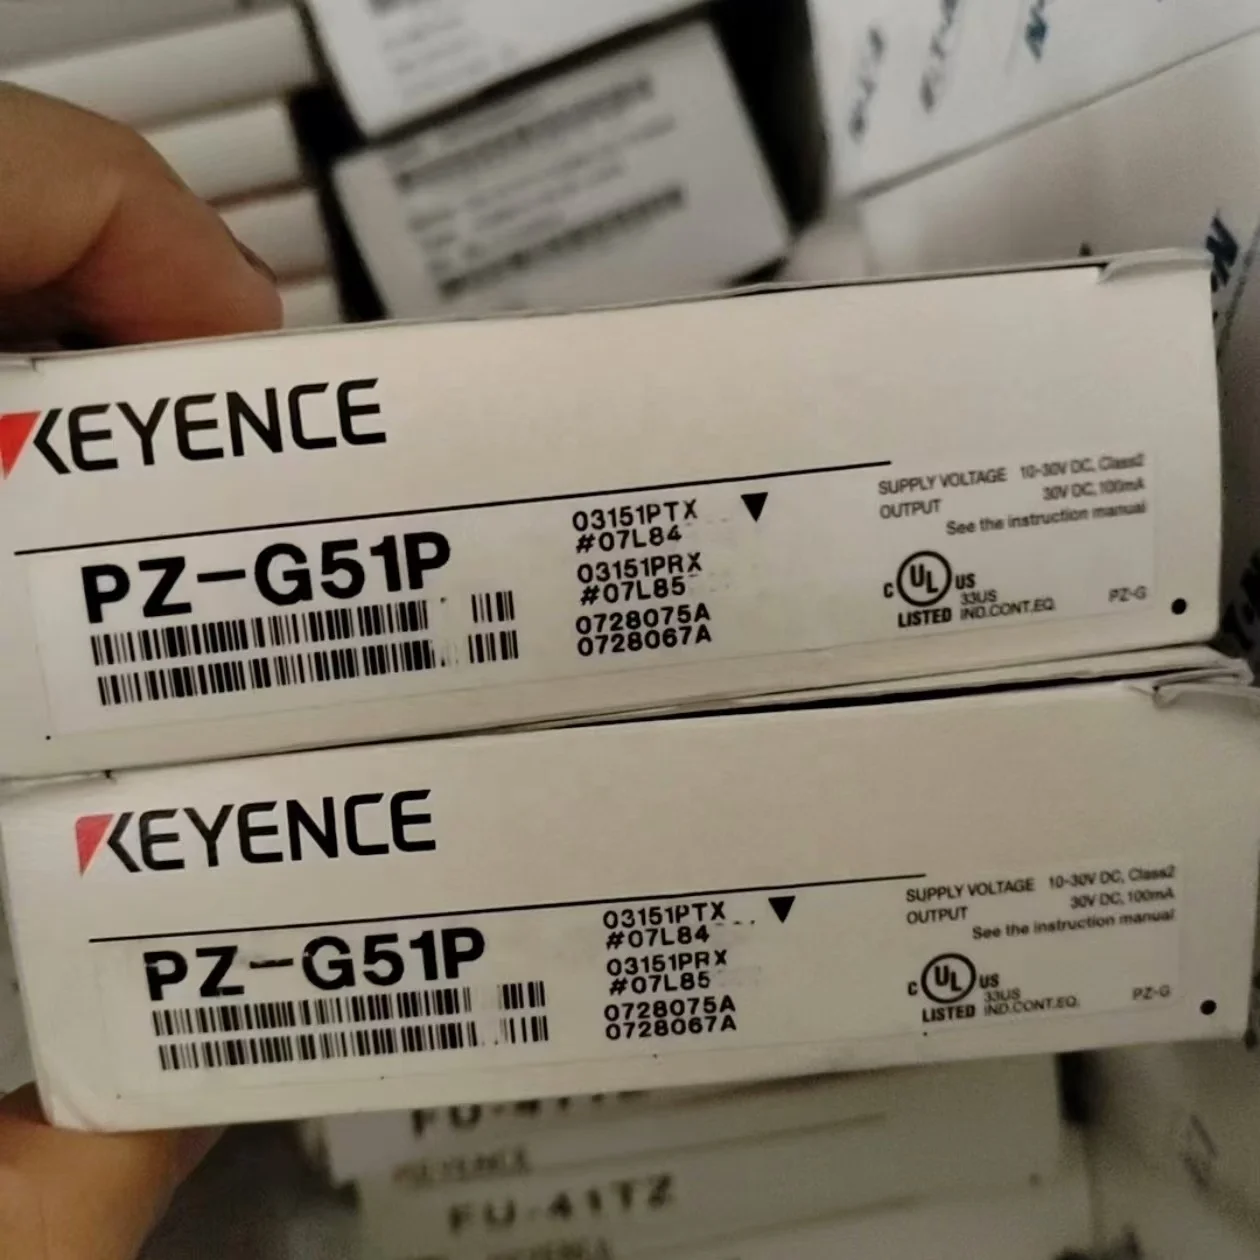 KEYENCE
PZ-G51P
03151PTX
#07L84
03151PRX
#07L85
0728075A
0728067A
SUPPLY VOLTAGE 10-30V DC, Class2
OUTPUT 30V DC, 100mA
See the instruction manual
C UL US
LISTED 33US IND.CONT.EQ.
PZ-G
KEYENCE
PZ-G51P
03151PTX
#07L84
03151PRX
#07L85
0728075A
0728067A
SUPPLY VOLTAGE 10-30V DC, Class2
OUTPUT 30V DC, 100mA
See the instruction manual
C UL US
LISTED 33US IND.CONT.EQ.
PZ-G
KEYENCE
FU-41TZ